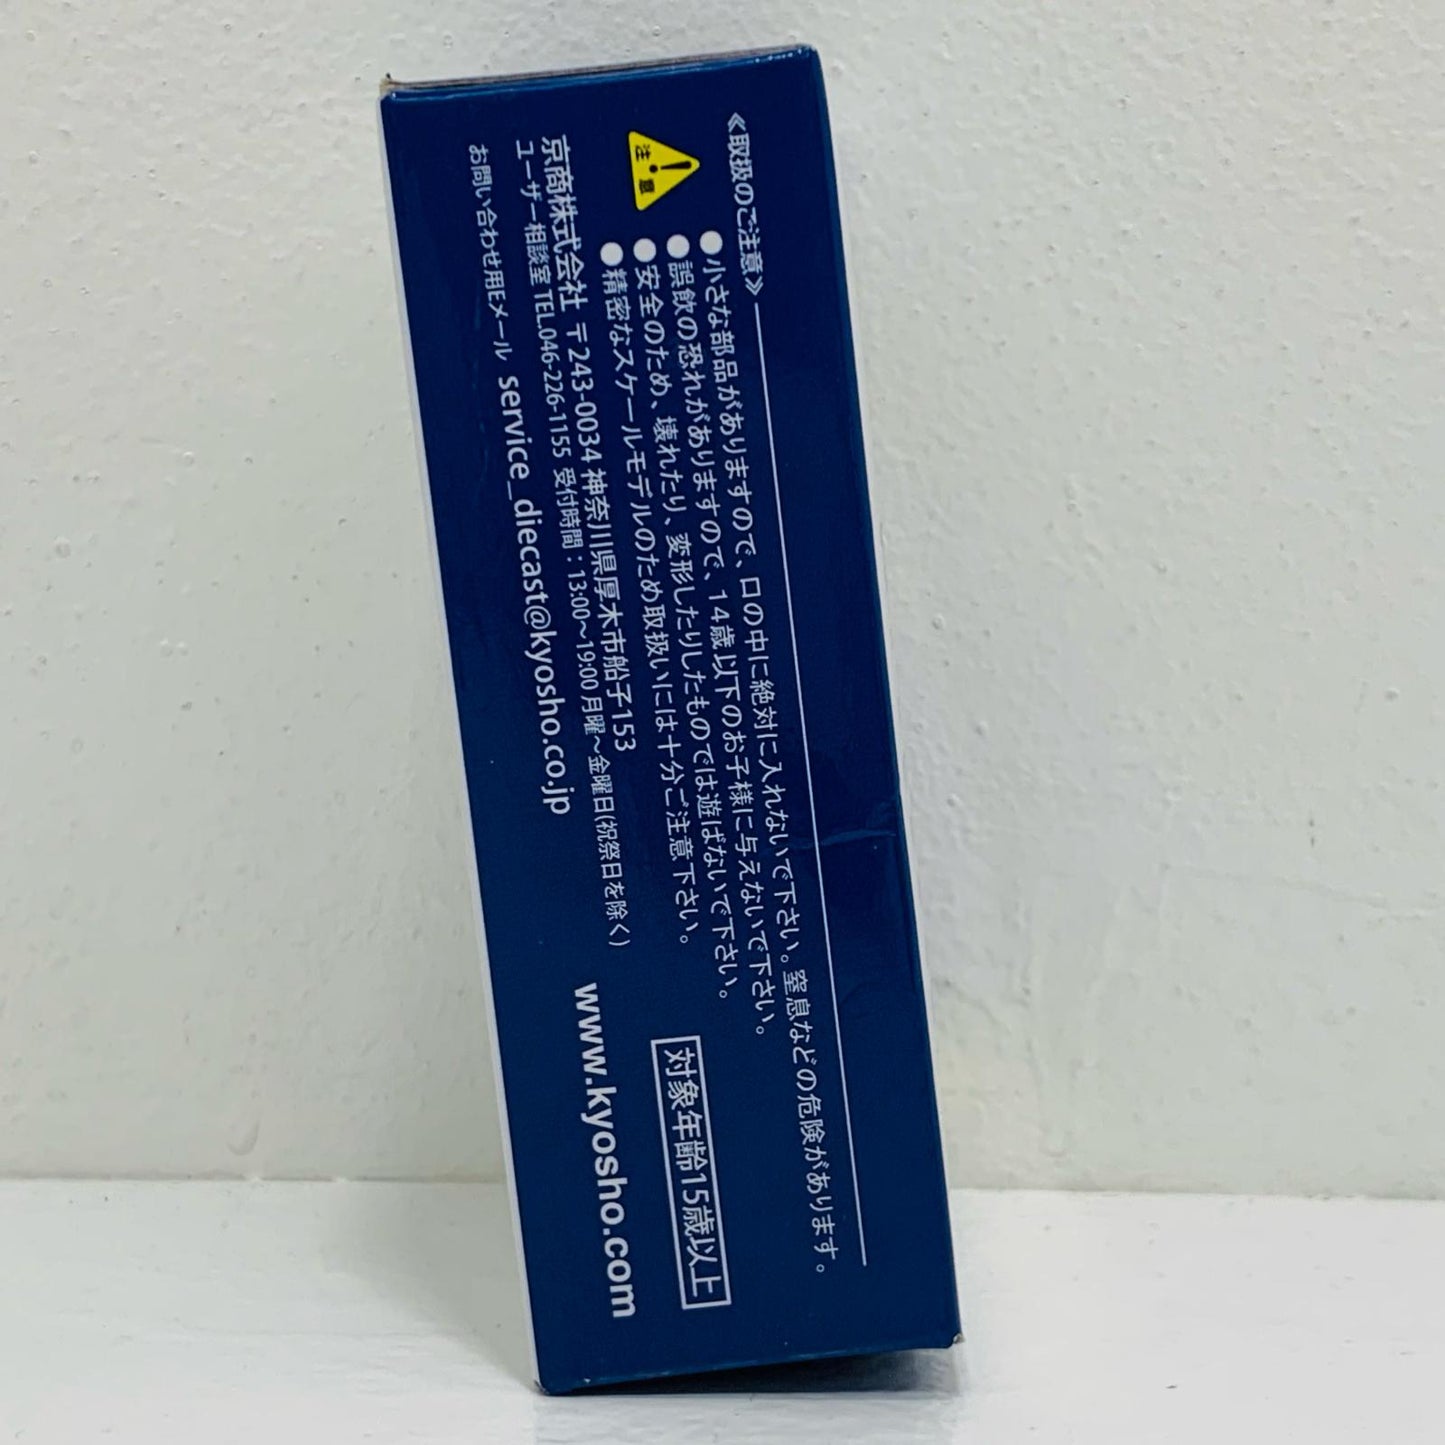 《取扱のご注意》
注意
●小さな部品がありますので、口の中に絶対に入れないで下さい。窒息などの危険があります。
●誤飲の恐れがありますので、14歳以下のお子様に与えないで下さい。
●安全のため、壊れたり、変形したりしたものでは遊ばないで下さい。
●精密なスケールモデルのため取扱いには十分ご注意下さい。
京商株式会社 〒243-0034 神奈川県厚木市船子153
ユーザー相談室 TEL.046-226-1155 受付時間：13:00～19:00 月曜～金曜日(祝祭日を除く)
お問い合わせ用Eメール service_diecast@kyosho.co.jp
対象年齢15歳以上
www.kyosho.com